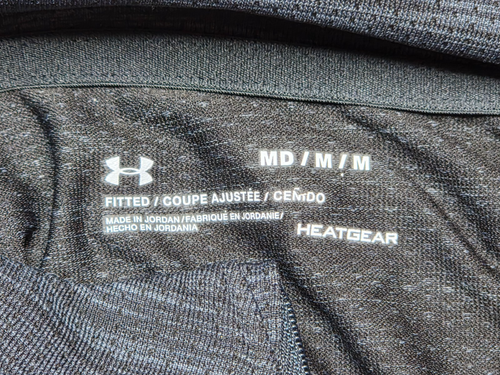 MD / M / M
FITTED / COUPE AJUSTÉE / CEÑIDO
MADE IN JORDAN / FABRIQUÉ EN JORDANIE /
HECHO EN JORDANIA
HEATGEAR